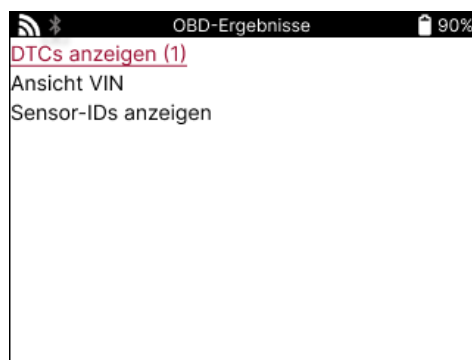 OBD-Ergebnisse 90%
DTCs anzeigen (1)
Ansicht VIN
Sensor-IDs anzeigen